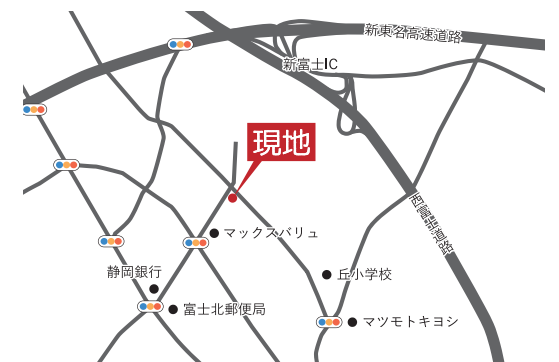 新東名高速道路
新富士IC
現地
西富士道路
マックスバリュ
静岡銀行
丘小学校
富士北郵便局
マツモトキヨシ